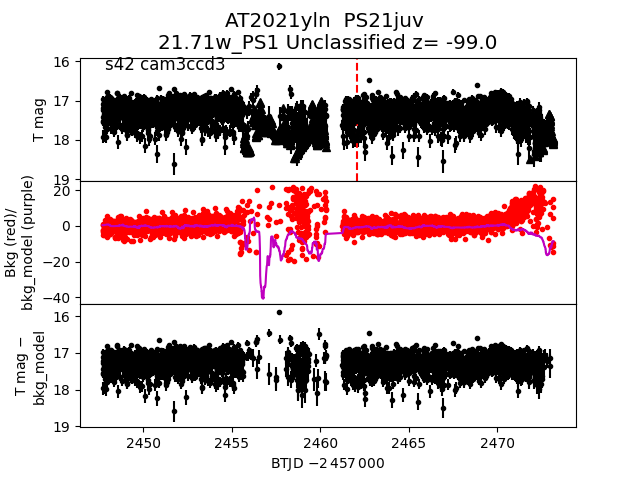 AT2021yln  PS21juv
21.71w_PS1 Unclassified z= -99.0
s42 cam3ccd3
16
17
18
19
T mag
20
0
−20
−40
Bkg (red)/
bkg_model (purple)
16
17
18
19
T mag −
bkg_model
2450
2455
2460
2465
2470
BTJD −2 457 000